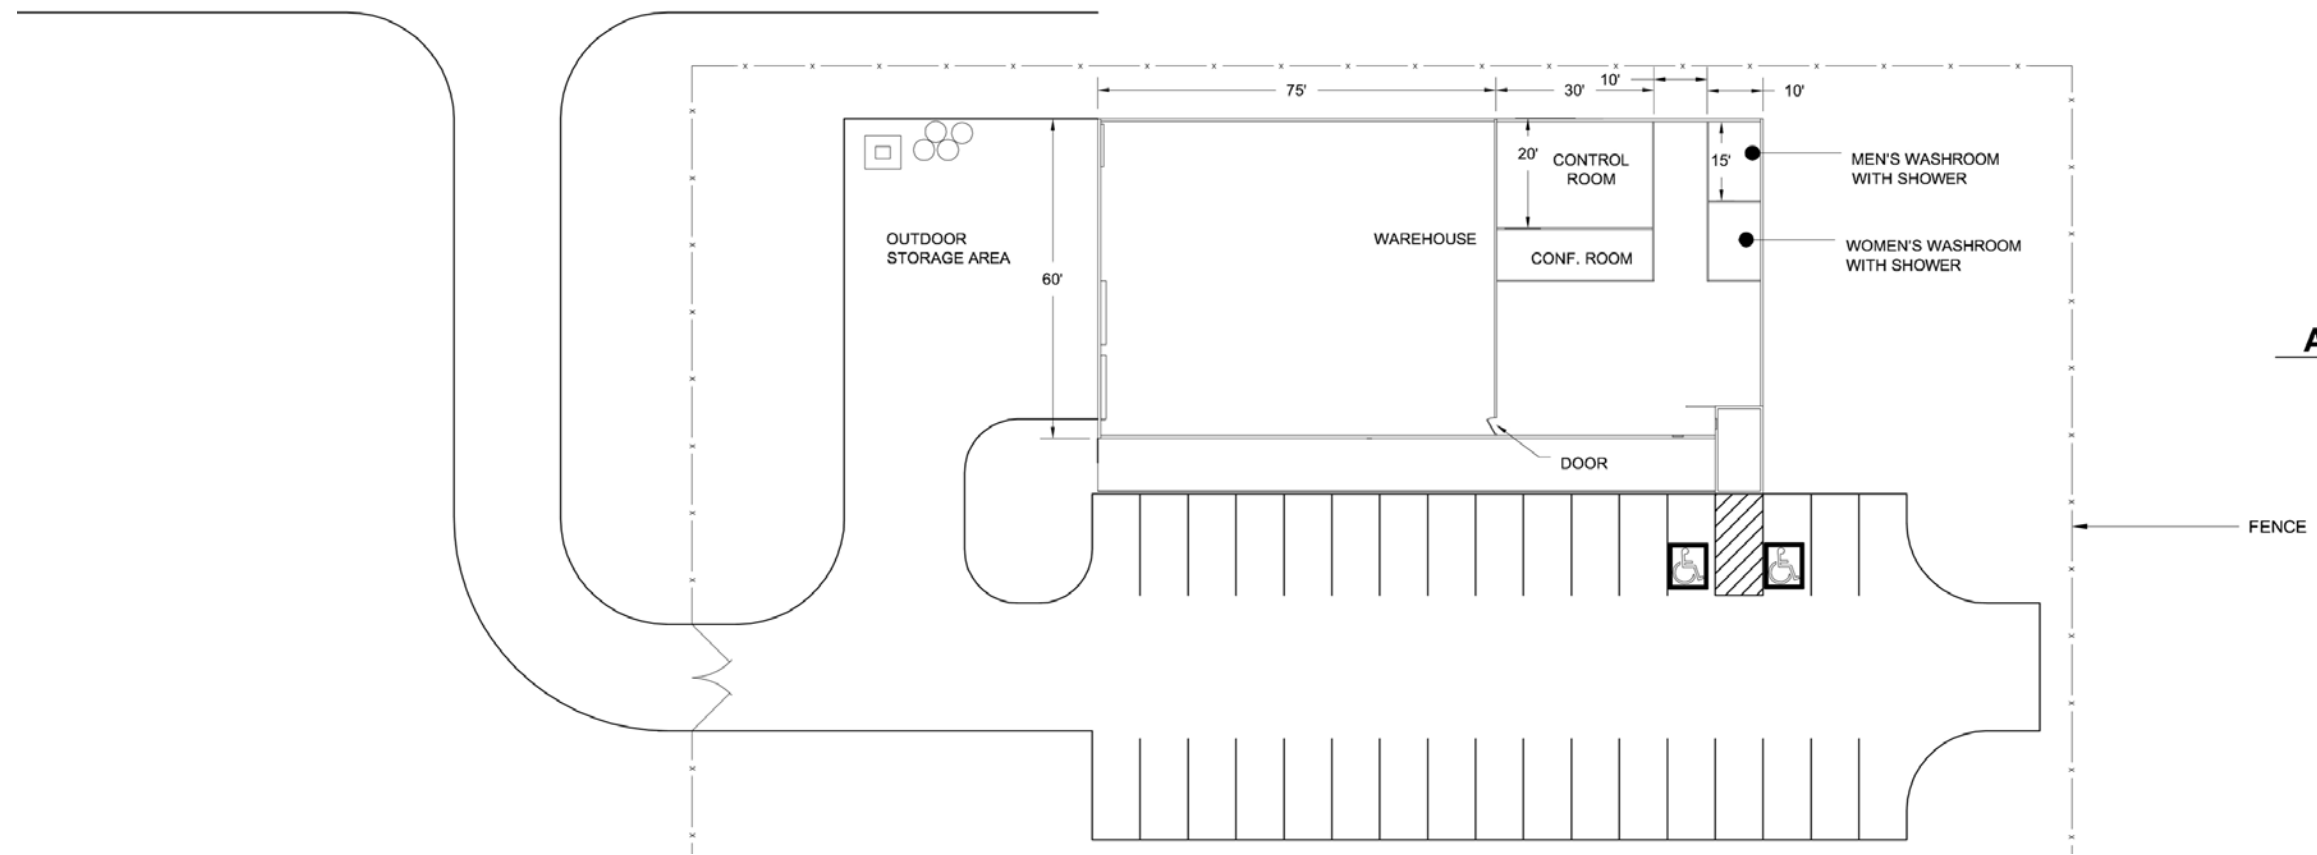 10'
75'
30'
10'
20'
CONTROL
ROOM
15'
MEN'S WASHROOM
WITH SHOWER
OUTDOOR
STORAGE AREA
WAREHOUSE
WOMEN'S WASHROOM
WITH SHOWER
CONF. ROOM
60'
A
DOOR
FENCE